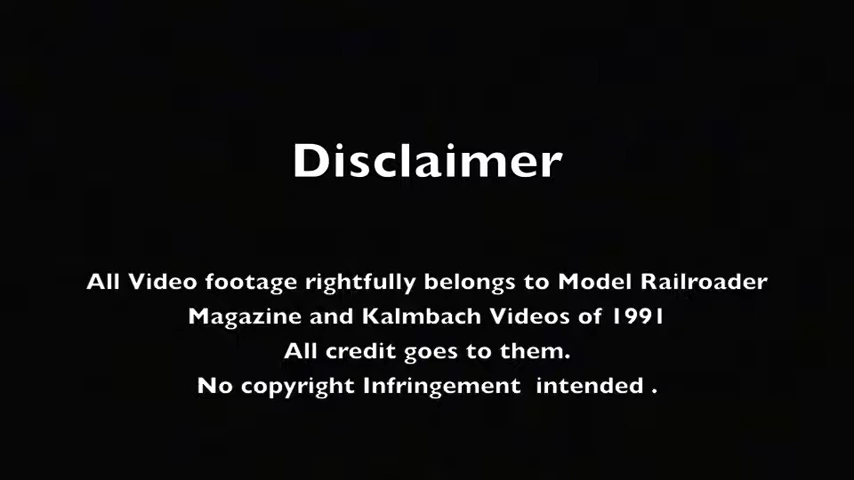 Disclaimer
All Video footage rightfully belongs to Model Railroader
Magazine and Kalmbach Videos of 1991
All credit goes to them.
No copyright Infringement  intended .